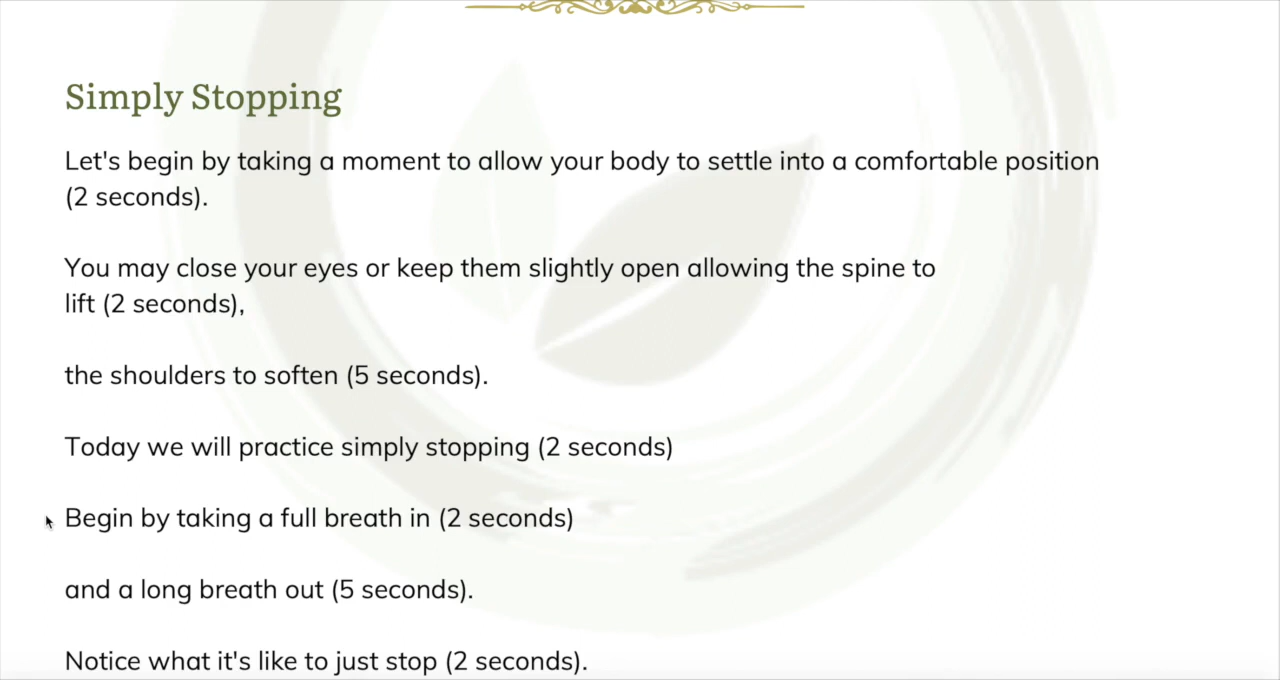 Simply Stopping
Let's begin by taking a moment to allow your body to settle into a comfortable position
(2 seconds).
You may close your eyes or keep them slightly open allowing the spine to
lift (2 seconds),
the shoulders to soften (5 seconds).
Today we will practice simply stopping (2 seconds)
Begin by taking a full breath in (2 seconds)
and a long breath out (5 seconds).
Notice what it's like to just stop (2 seconds).